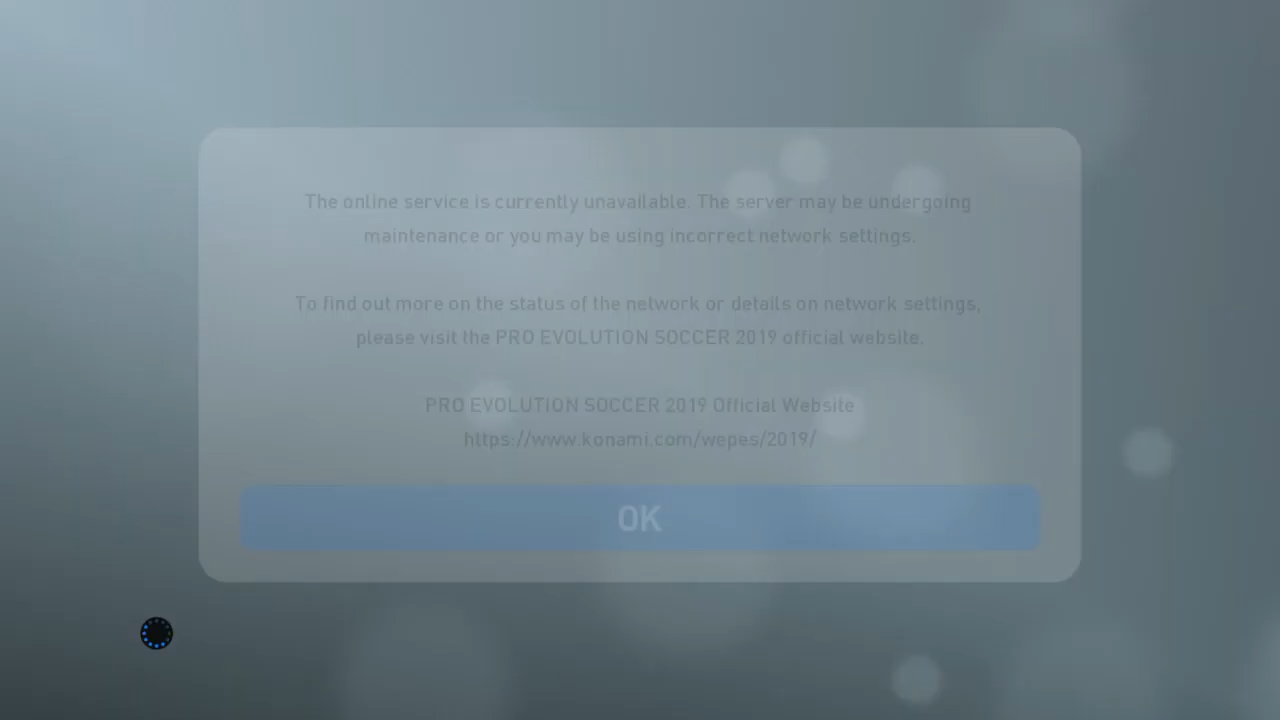 The online service is currently unavailable. The server may be undergoing
maintenance or you may be using incorrect network settings.
To find out more on the status of the network or details on network settings,
please visit the PRO EVOLUTION SOCCER 2019 official website.
PRO EVOLUTION SOCCER 2019 Official Website
https://www.konami.com/wepes/2019/
OK